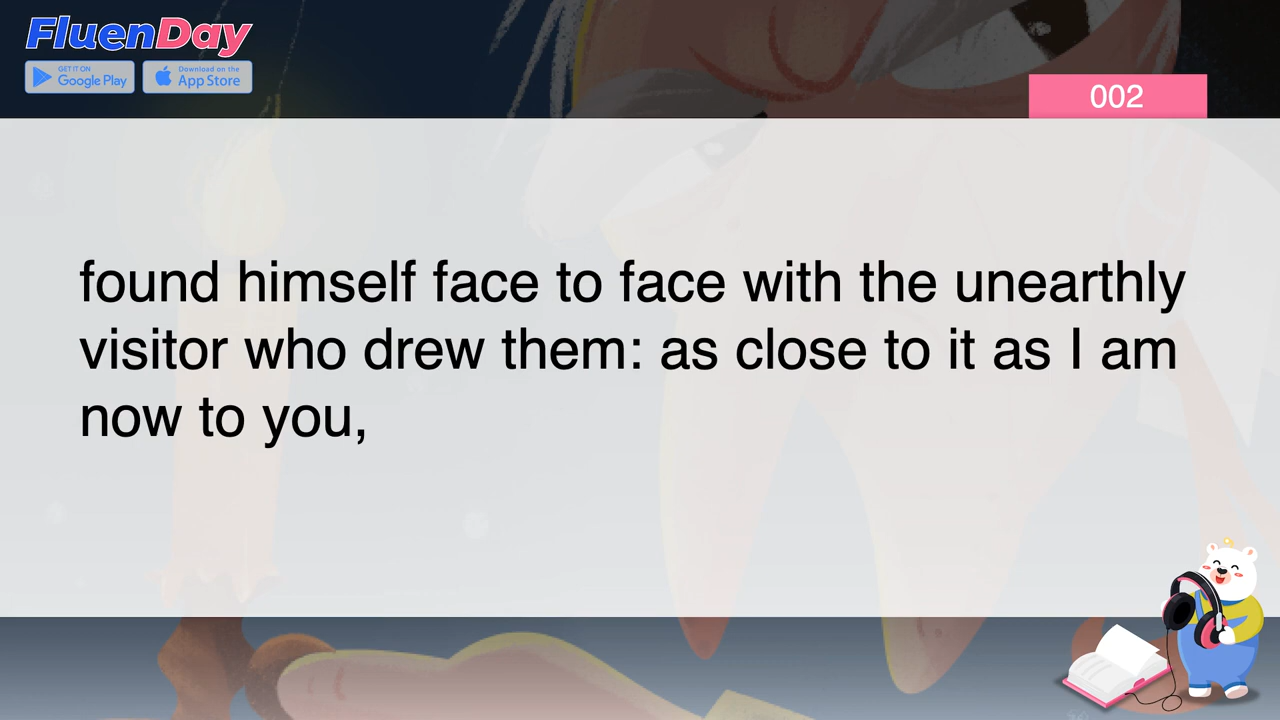 FluenDay
GET IT ON
Google Play
Download on the
App Store
002
found himself face to face with the unearthly
visitor who drew them: as close to it as I am
now to you,